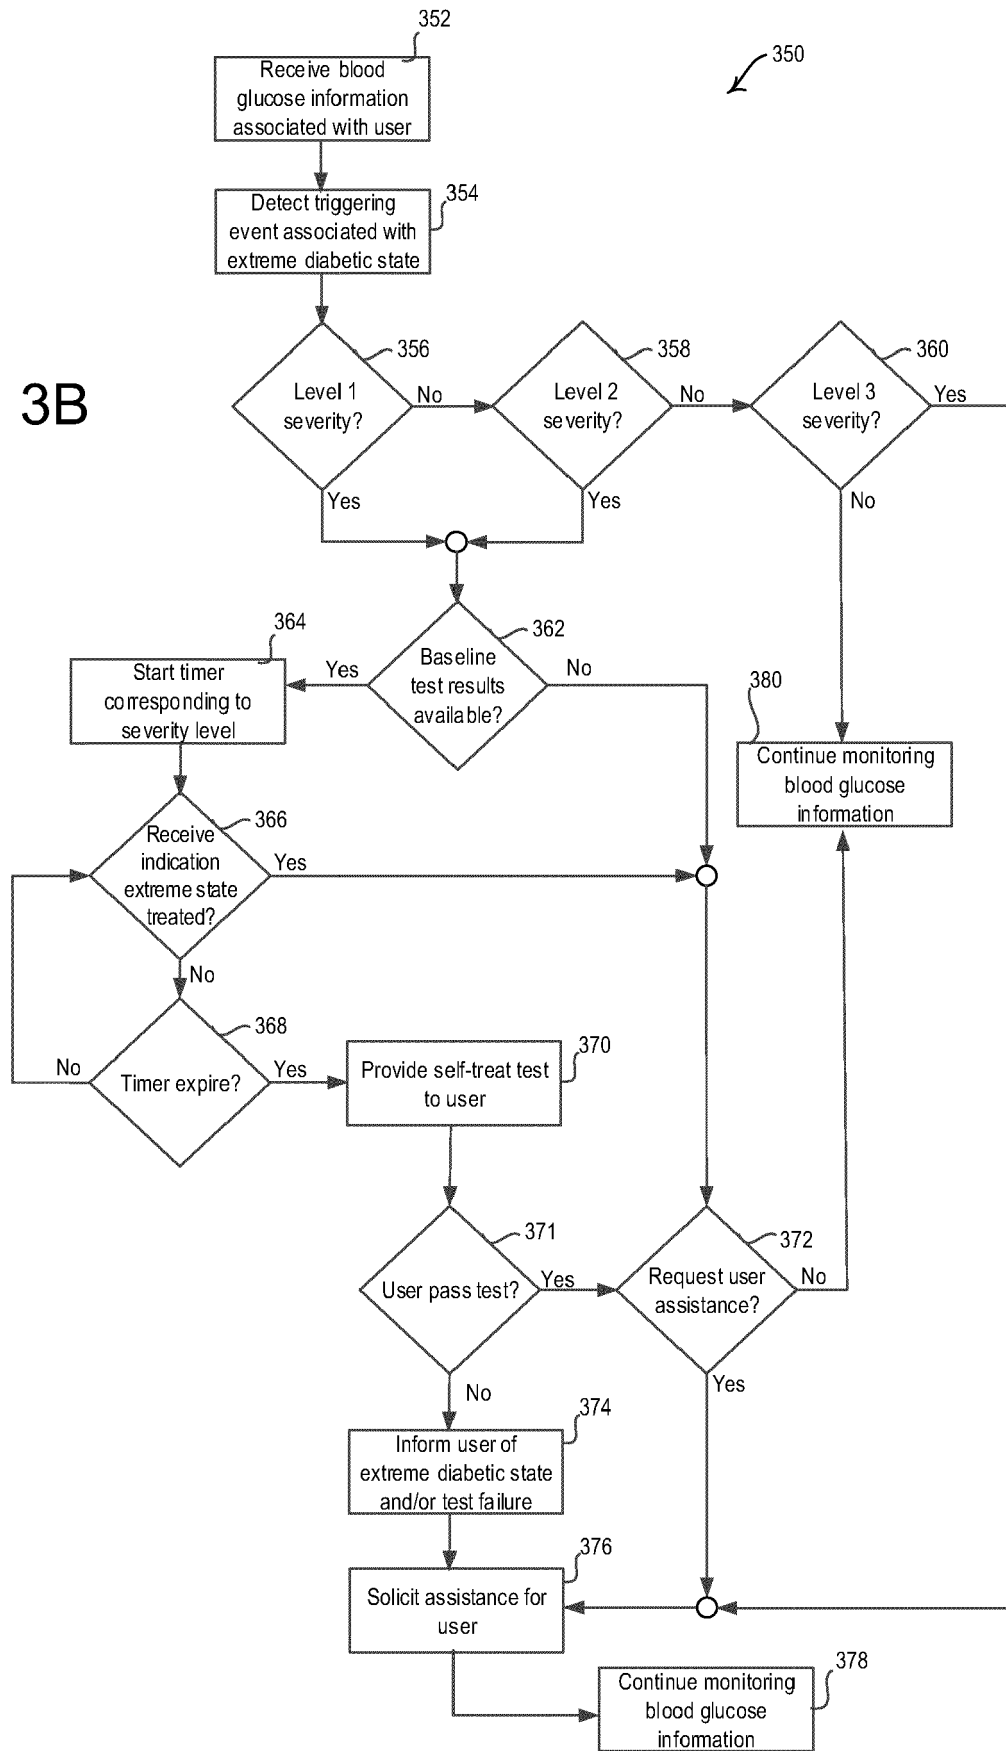 352
Receive blood
glucose information
associated with user
350
354
Detect triggering
event associated with
extreme diabetic state
356
358
360
3B
Level 1
severity?
No
Level 2
severity?
No
Level 3
severity?
Yes
Yes
Yes
No
364
362
Start timer
corresponding to
severity level
Yes
Baseline
test results
available?
No
380
Continue monitoring
blood glucose
information
366
Receive
indication
extreme state
treated?
Yes
No
368
No
Timer expire?
Yes
370
Provide self-treat test
to user
371
372
User pass test?
Yes
Request user
assistance?
No
No
Yes
374
Inform user of
extreme diabetic state
and/or test failure
376
Solicit assistance for
user
378
Continue monitoring
blood glucose
information